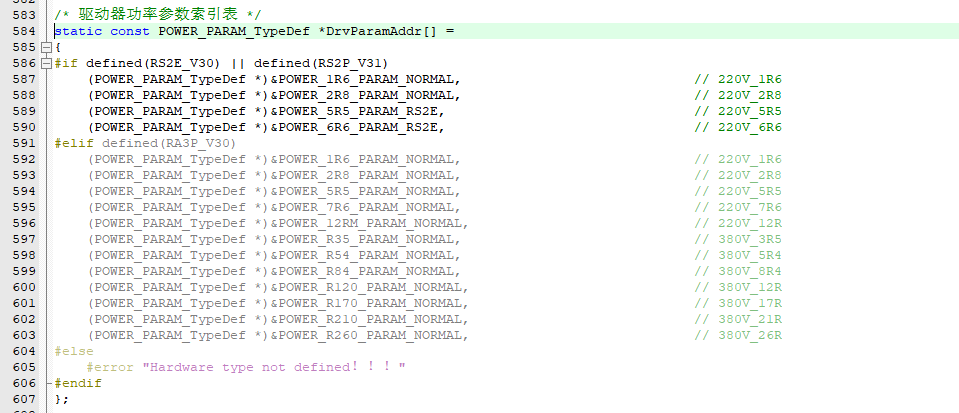 583 /* 驱动器功率参数索引表 */
584 static const POWER_PARAM_TypeDef *DrvParamAddr[] =
585 {
586 #if defined(RS2E_V30) || defined(RS2P_V31)
587 (POWER_PARAM_TypeDef *)&POWER_1R6_PARAM_NORMAL, // 220V_1R6
588 (POWER_PARAM_TypeDef *)&POWER_2R8_PARAM_NORMAL, // 220V_2R8
589 (POWER_PARAM_TypeDef *)&POWER_5R5_PARAM_RS2E, // 220V_5R5
590 (POWER_PARAM_TypeDef *)&POWER_6R6_PARAM_RS2E, // 220V_6R6
591 #elif defined(RA3P_V30)
592 (POWER_PARAM_TypeDef *)&POWER_1R6_PARAM_NORMAL, // 220V_1R6
593 (POWER_PARAM_TypeDef *)&POWER_2R8_PARAM_NORMAL, // 220V_2R8
594 (POWER_PARAM_TypeDef *)&POWER_5R5_PARAM_NORMAL, // 220V_5R5
595 (POWER_PARAM_TypeDef *)&POWER_7R6_PARAM_NORMAL, // 220V_7R6
596 (POWER_PARAM_TypeDef *)&POWER_12RM_PARAM_NORMAL, // 220V_12R
597 (POWER_PARAM_TypeDef *)&POWER_R35_PARAM_NORMAL, // 380V_3R5
598 (POWER_PARAM_TypeDef *)&POWER_R54_PARAM_NORMAL, // 380V_5R4
599 (POWER_PARAM_TypeDef *)&POWER_R84_PARAM_NORMAL, // 380V_8R4
600 (POWER_PARAM_TypeDef *)&POWER_R120_PARAM_NORMAL, // 380V_12R
601 (POWER_PARAM_TypeDef *)&POWER_R170_PARAM_NORMAL, // 380V_17R
602 (POWER_PARAM_TypeDef *)&POWER_R210_PARAM_NORMAL, // 380V_21R
603 (POWER_PARAM_TypeDef *)&POWER_R260_PARAM_NORMAL, // 380V_26R
604 #else
605 #error "Hardware type not defined！！！"
606 #endif
607 };